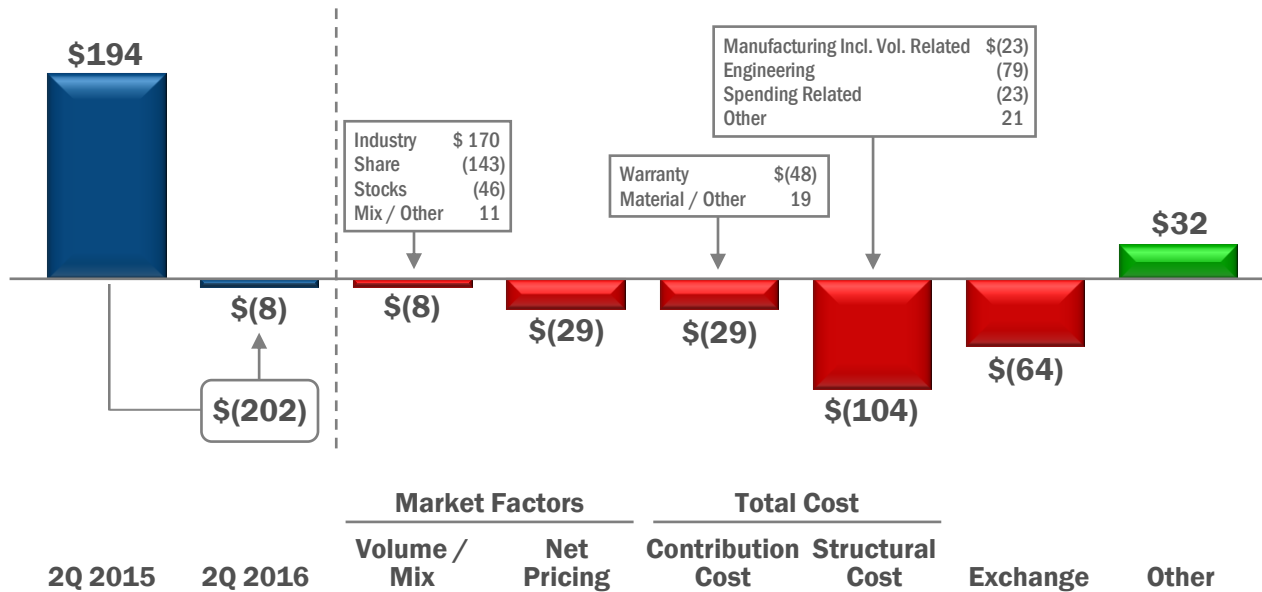 $194
Manufacturing Incl. Vol. Related $(23)
Engineering (79)
Spending Related (23)
Other 21
Industry $ 170
Share (143)
Stocks (46)
Mix / Other 11
Warranty $(48)
Material / Other 19
$32
$(8)
$(8)
$(29)
$(29)
$(104)
$(64)
$(202)
Market Factors
Total Cost
2Q 2015
2Q 2016
Volume /
Mix
Net
Pricing
Contribution
Cost
Structural
Cost
Exchange
Other